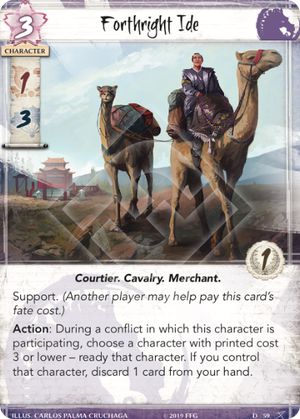 3
Forthright Ide
CHARACTER
1
3
1
Courtier. Cavalry. Merchant.
Support. (Another player may help pay this card's
fate cost.)
Action: During a conflict in which this character is
participating, choose a character with printed cost
3 or lower – ready that character. If you control
that character, discard 1 card from your hand.
ILLUS. CARLOS PALMA CRUCHAGA © 2019 FFG D 59